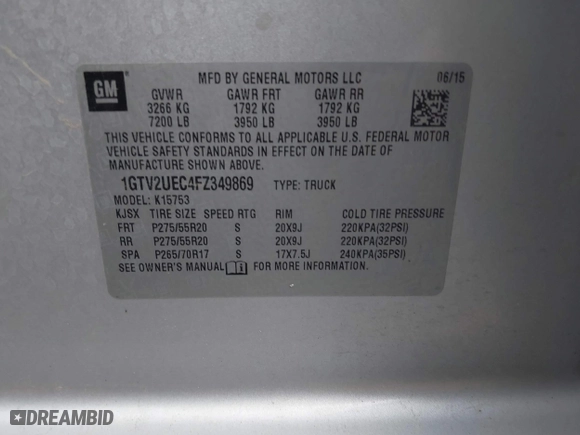 GM
MFD BY GENERAL MOTORS LLC 06/15
GVWR GAWR FRT GAWR RR
3266 KG 1792 KG 1792 KG
7200 LB 3950 LB 3950 LB
THIS VEHICLE CONFORMS TO ALL APPLICABLE U.S. FEDERAL MOTOR
VEHICLE SAFETY STANDARDS IN EFFECT ON THE DATE OF
MANUFACTURE SHOWN ABOVE.
1GTV2UEC4FZ349869 TYPE: TRUCK
MODEL: K15753
KJSX TIRE SIZE SPEED RTG RIM COLD TIRE PRESSURE
FRT P275/55R20 S 20X9J 220KPA(32PSI)
RR P275/55R20 S 20X9J 220KPA(32PSI)
SPA P265/70R17 S 17X7.5J 240KPA(35PSI)
SEE OWNER'S MANUAL FOR MORE INFORMATION.
DREAMBID